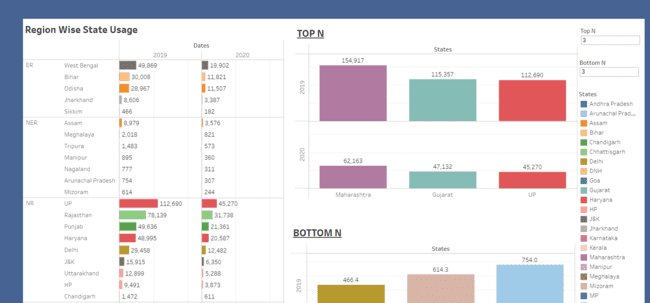 Region Wise State Usage
Dates
2019 2020
ER West Bengal 49,869 19,902
Bihar 30,008 11,821
Odisha 28,967 11,507
Jharkhand 8,606 3,387
Sikkim 466 182
NER Assam 8,979 3,576
Meghalaya 2,018 821
Tripura 1,483 573
Manipur 895 360
Nagaland 777 311
Arunachal Pradesh 754 307
Mizoram 614 244
NR UP 112,690 45,270
Rajasthan 78,139 31,738
Punjab 49,636 21,361
Haryana 48,995 20,587
Delhi 29,458 12,482
J&K 15,915 6,350
Uttarakhand 12,899 5,288
HP 9,491 3,873
Chandigarh 1,472 611
TOP N
States
2019
154,917
115,357
112,690
2020
62,163
47,132
45,270
Maharashtra Gujarat UP
BOTTOM N
States
2019
466.4
614.3
754.0
Top N
3
Bottom N
3
States
Andhra Pradesh
Arunachal Prad...
Assam
Bihar
Chandigarh
Chhattisgarh
Delhi
DNH
Goa
Gujarat
Haryana
HP
J&K
Jharkhand
Karnataka
Kerala
Maharashtra
Manipur
Meghalaya
Mizoram
MP